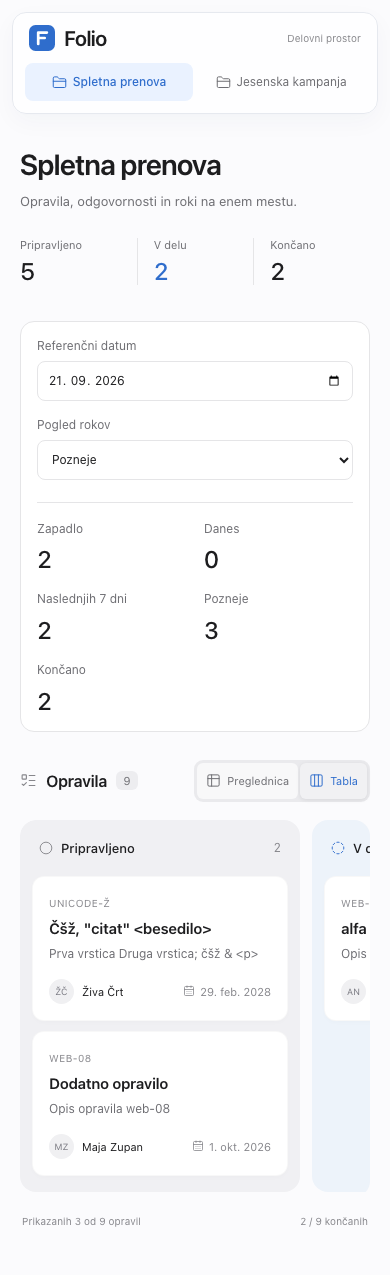 Folio
Delovni prostor
Spletna prenova
Jesenska kampanja
Spletna prenova
Opravila, odgovornosti in roki na enem mestu.
Pripravljeno
5
V delu
2
Končano
2
Referenčni datum
21. 09. 2026
Pogled rokov
Pozneje
Zapadlo
2
Danes
0
Naslednjih 7 dni
2
Pozneje
3
Končano
2
Opravila 9
Preglednica
Tabla
Pripravljeno 2
UNICODE-Ž
Čšž, "citat" <besedilo>
Prva vrstica Druga vrstica; čšž & <p>
ŽČ Živa Črt 29. feb. 2028
WEB-08
Dodatno opravilo
Opis opravila web-08
MZ Maja Zupan 1. okt. 2026
V
WEB-
alfa
Opis
AN
Prikazanih 3 od 9 opravil
2 / 9 končanih